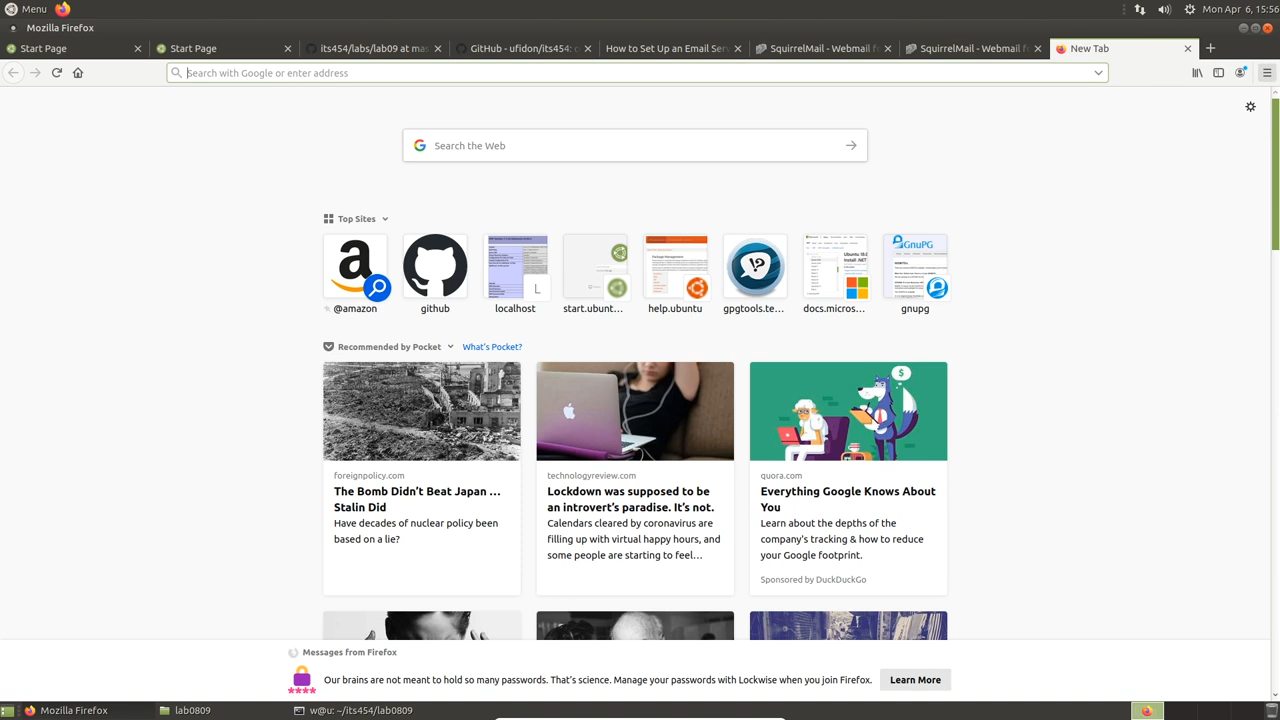 Menu
Mon Apr 6, 15:56
Mozilla Firefox
Start Page
Start Page
its454/labs/lab09 at mas
GitHub - ufidon/its454: c
How to Set Up an Email Serv
SquirrelMail - Webmail fo
SquirrelMail - Webmail fo
New Tab
Search with Google or enter address
Search the Web
Top Sites
@amazon
github
localhost
start.ubunt...
help.ubuntu
gpgtools.te...
docs.micros...
gnupg
Recommended by Pocket
What's Pocket?
foreignpolicy.com
The Bomb Didn't Beat Japan …
Stalin Did
Have decades of nuclear policy been
based on a lie?
technologyreview.com
Lockdown was supposed to be
an introvert's paradise. It's not.
Calendars cleared by coronavirus are
filling up with virtual happy hours, and
some people are starting to feel…
quora.com
Everything Google Knows About
You
Learn about the depths of the
company's tracking & how to reduce
your Google footprint.
Sponsored by DuckDuckGo
Messages from Firefox
Our brains are not meant to hold so many passwords. That's science. Manage your passwords with Lockwise when you join Firefox.
Learn More
Mozilla Firefox
lab0809
w@u: ~/its454/lab0809